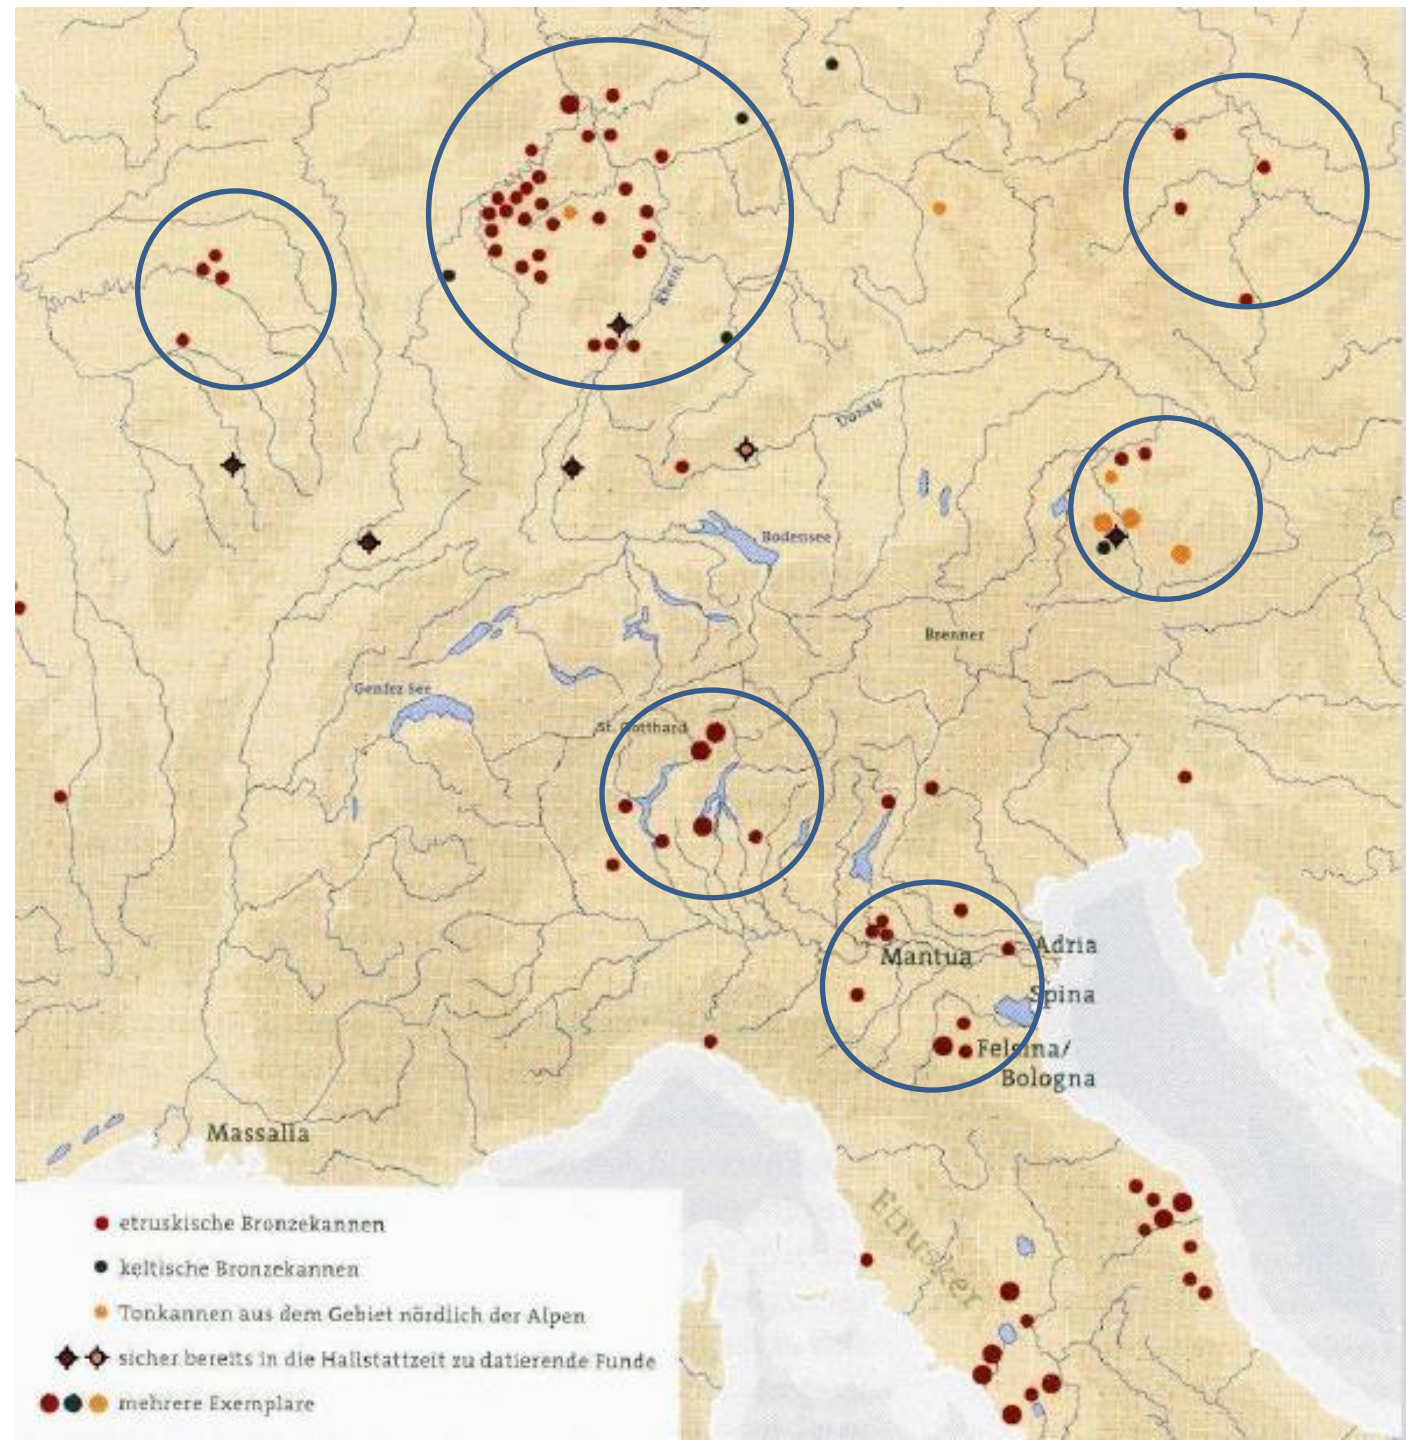 Rhein
Donau
Bodensee
Brenner
Genfer See
St. Gotthard
Mantua
Adria
Spina
Felsina/
Bologna
Massalia
Etrusker
etruskische Bronzekannen
keltische Bronzekannen
Tonkannen aus dem Gebiet nördlich der Alpen
sicher bereits in die Hallstattzeit zu datierende Funde
mehrere Exemplare